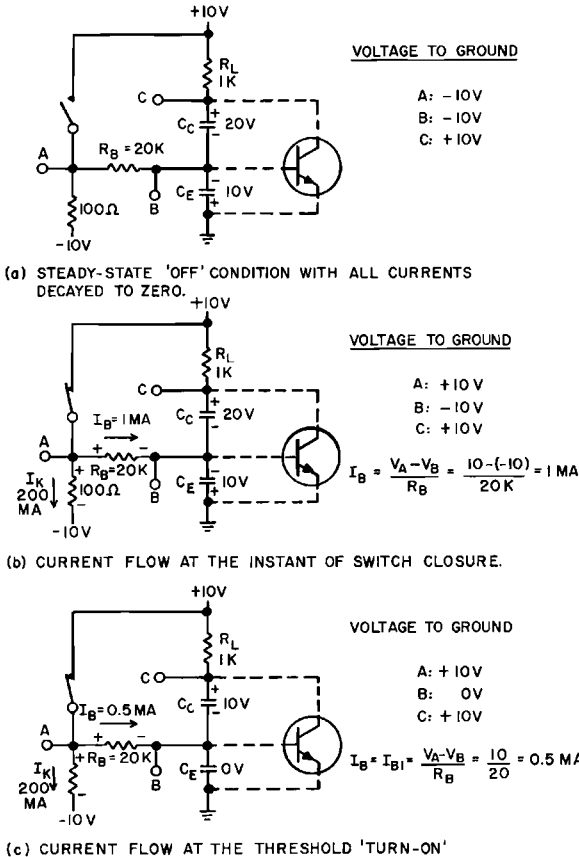 +10V
VOLTAGE TO GROUND
RL
1K
C
+
CC 20V
-
A: -10V
B: -10V
C: +10V
A
RB = 20K
-
CE 10V
+
B
100Ω
-10V
(a) STEADY-STATE 'OFF' CONDITION WITH ALL CURRENTS
DECAYED TO ZERO.
+10V
VOLTAGE TO GROUND
RL
1K
C
+
CC 20V
-
A: +10V
B: -10V
C: +10V
IB = 1MA
A
+ -
RB = 20K
-
CE 10V
+
B
IK
200
MA
+
100Ω
-
-10V
IB = VA-VB / RB = 10-(-10) / 20K = 1 MA
(b) CURRENT FLOW AT THE INSTANT OF SWITCH CLOSURE.
+10V
VOLTAGE TO GROUND
RL
1K
C
+
CC 10V
-
A: +10V
B: 0V
C: +10V
IB = 0.5 MA
A
+ -
RB = 20K
CE 0V
B
IK
200
MA
+
-
-10V
IB = IB1 = VA-VB / RB = 10 / 20 = 0.5 MA
(c) CURRENT FLOW AT THE THRESHOLD 'TURN-ON'